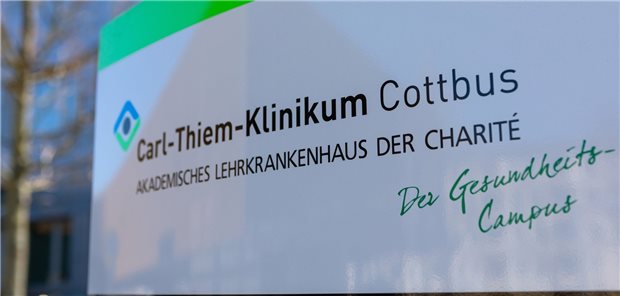 Carl-Thiem-Klinikum Cottbus
AKADEMISCHES LEHRKRANKENHAUS DER CHARITÉ
Der Gesundheits-
Campus